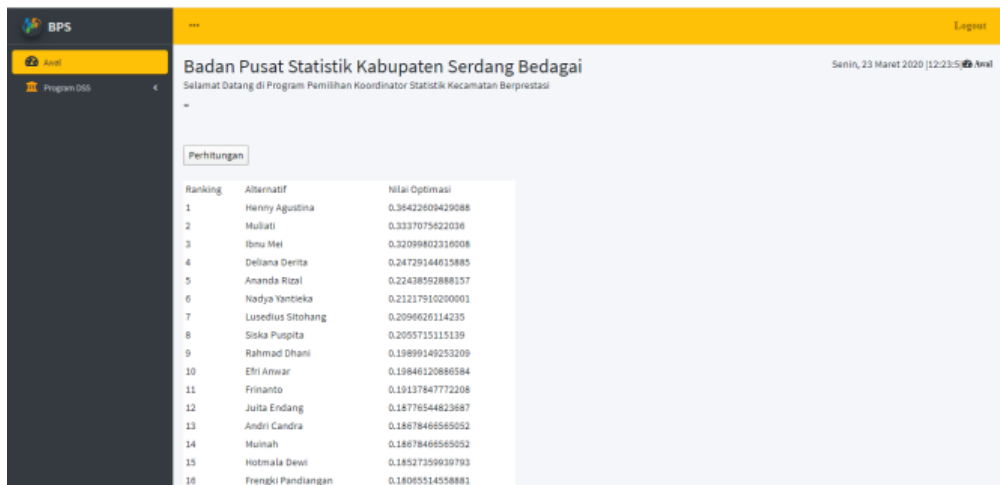 BPS
...
Logout
Awal
Program DSS
Badan Pusat Statistik Kabupaten Serdang Bedagai
Senin, 23 Maret 2020 |12:23:5| Awal
Selamat Datang di Program Pemilihan Koordinator Statistik Kecamatan Berprestasi
-
Perhitungan
Ranking Alternatif Nilai Optimasi
1 Henny Agustina 0.36422609429088
2 Muliati 0.3337075622036
3 Ibnu Mei 0.32099802316008
4 Deliana Derita 0.24729144615885
5 Ananda Rizal 0.22438592888157
6 Nadya Yantieka 0.21217910200001
7 Lusedius Sitohang 0.2096626114235
8 Siska Puspita 0.2055715115139
9 Rahmad Dhani 0.19899149253209
10 Efri Anwar 0.19846120886584
11 Frinanto 0.19137847772208
12 Juita Endang 0.18776544823687
13 Andri Candra 0.18678466565052
14 Muinah 0.18678466565052
15 Hotmala Dewi 0.18527359939793
16 Frengki Pandiangan 0.18065514558881